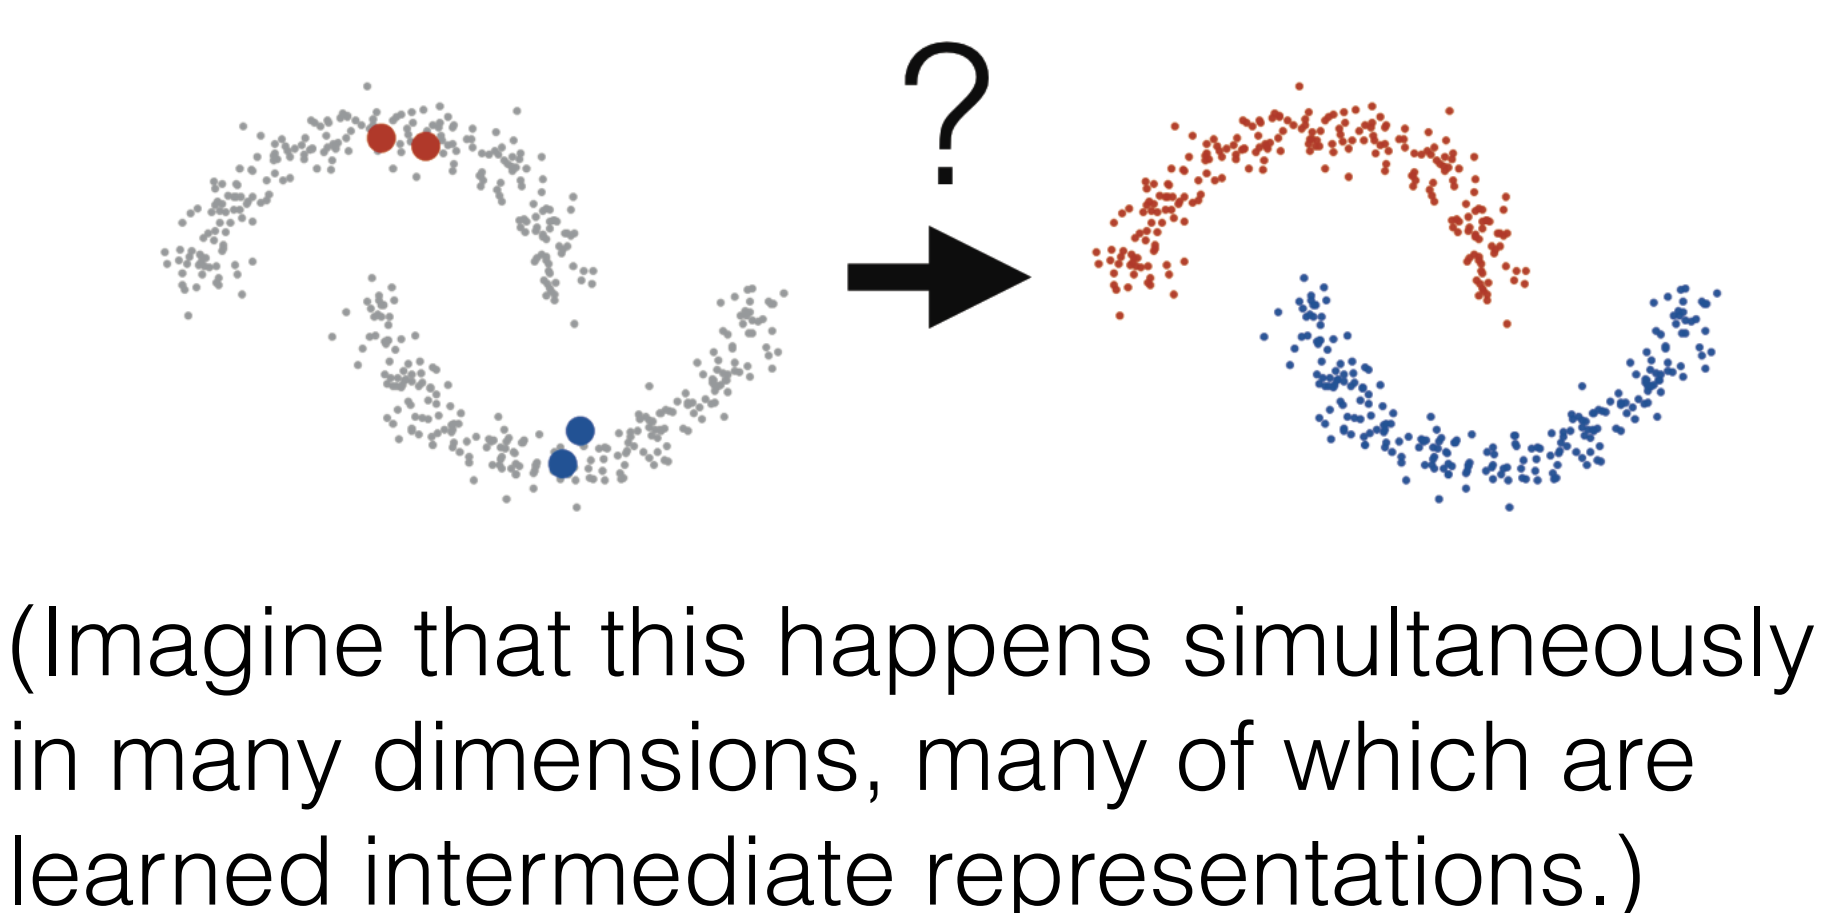 ?
(Imagine that this happens simultaneously
in many dimensions, many of which are
learned intermediate representations.)